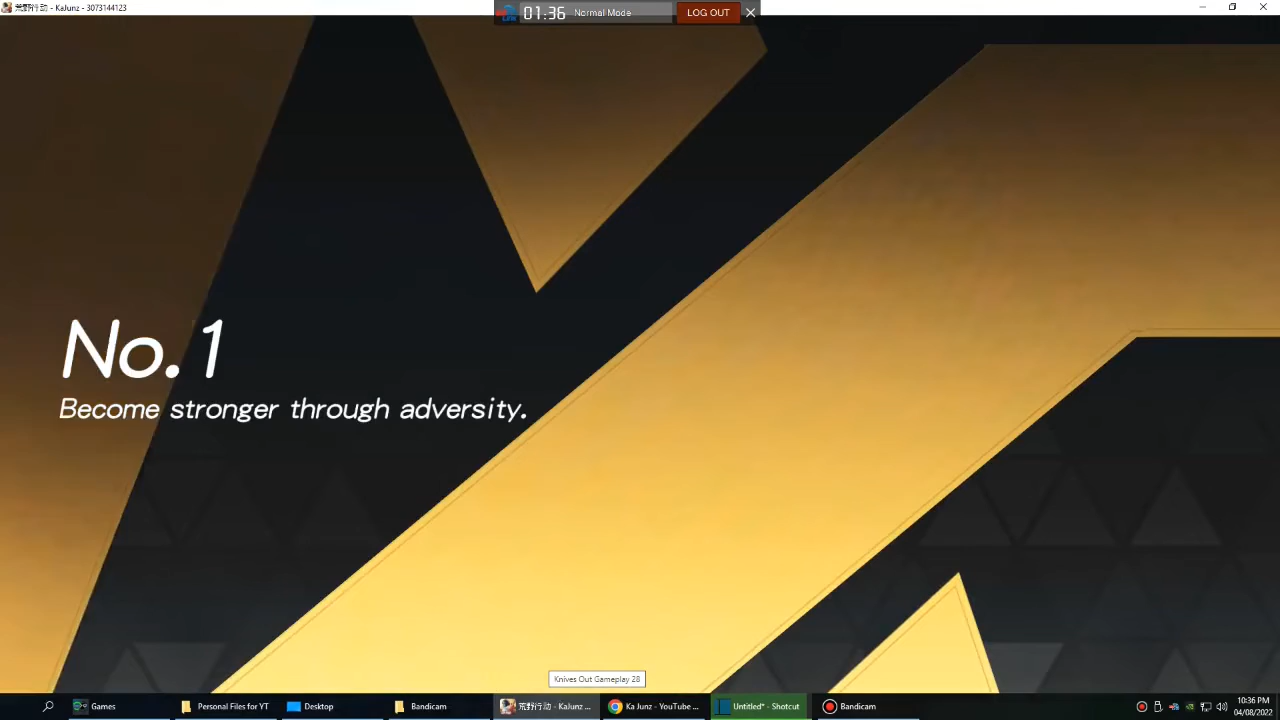 荒野行动 - KaJunz - 3073144123
01:36 Normal Mode LOG OUT
No.1
Become stronger through adversity.
Knives Out Gameplay 28
Games
Personal Files for YT
Desktop
Bandicam
荒野行动 - KaJunz ...
Ka Junz - YouTube ...
Untitled* - Shotcut
Bandicam
10:36 PM
04/08/2022